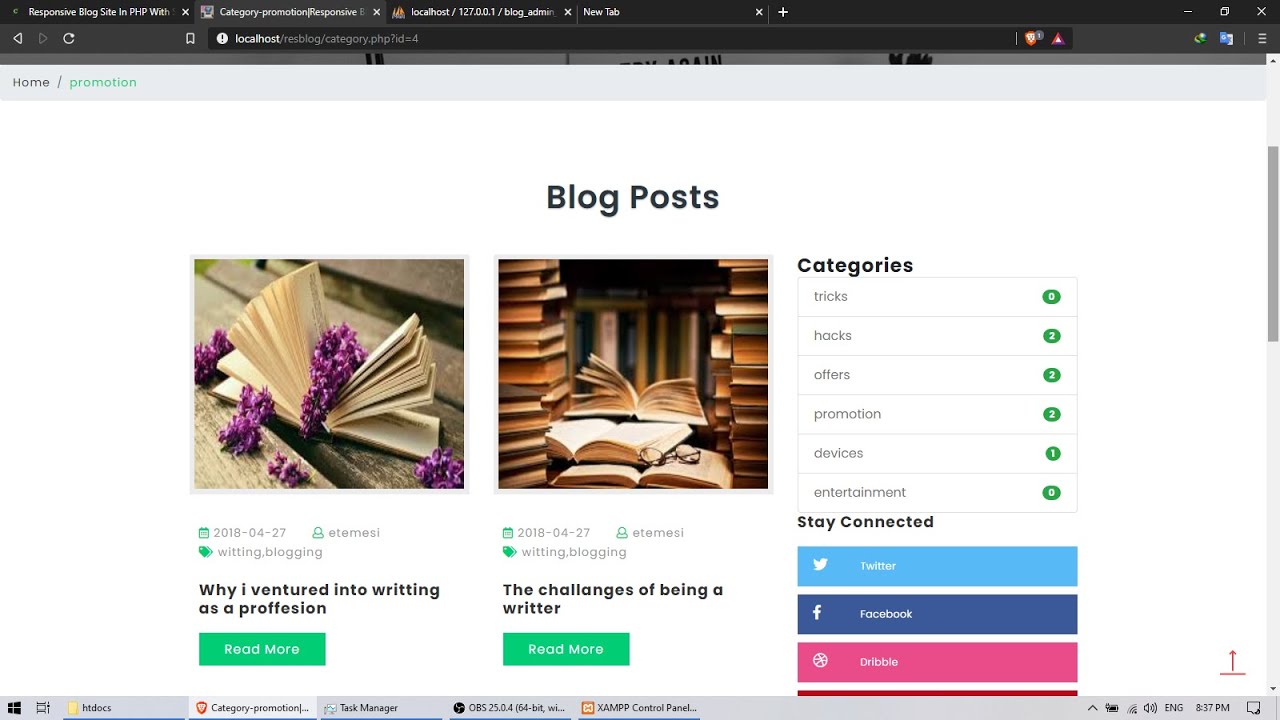 Responsive Blog Site In PHP With
Category-promotion|Responsive B
localhost / 127.0.0.1 / blog_admin
New Tab
localhost/resblog/category.php?id=4
1
TRY AGAIN
Home / promotion
Blog Posts
2018-04-27 etemesi
witting,blogging
Why i ventured into writting
as a proffesion
Read More
2018-04-27 etemesi
witting,blogging
The challanges of being a
writter
Read More
Categories
tricks 0
hacks 2
offers 2
promotion 2
devices 1
entertainment 0
Stay Connected
Twitter
Facebook
Dribble
htdocs
Category-promotion|...
Task Manager
OBS 25.0.4 (64-bit, wi...
XAMPP Control Panel...
ENG
8:37 PM